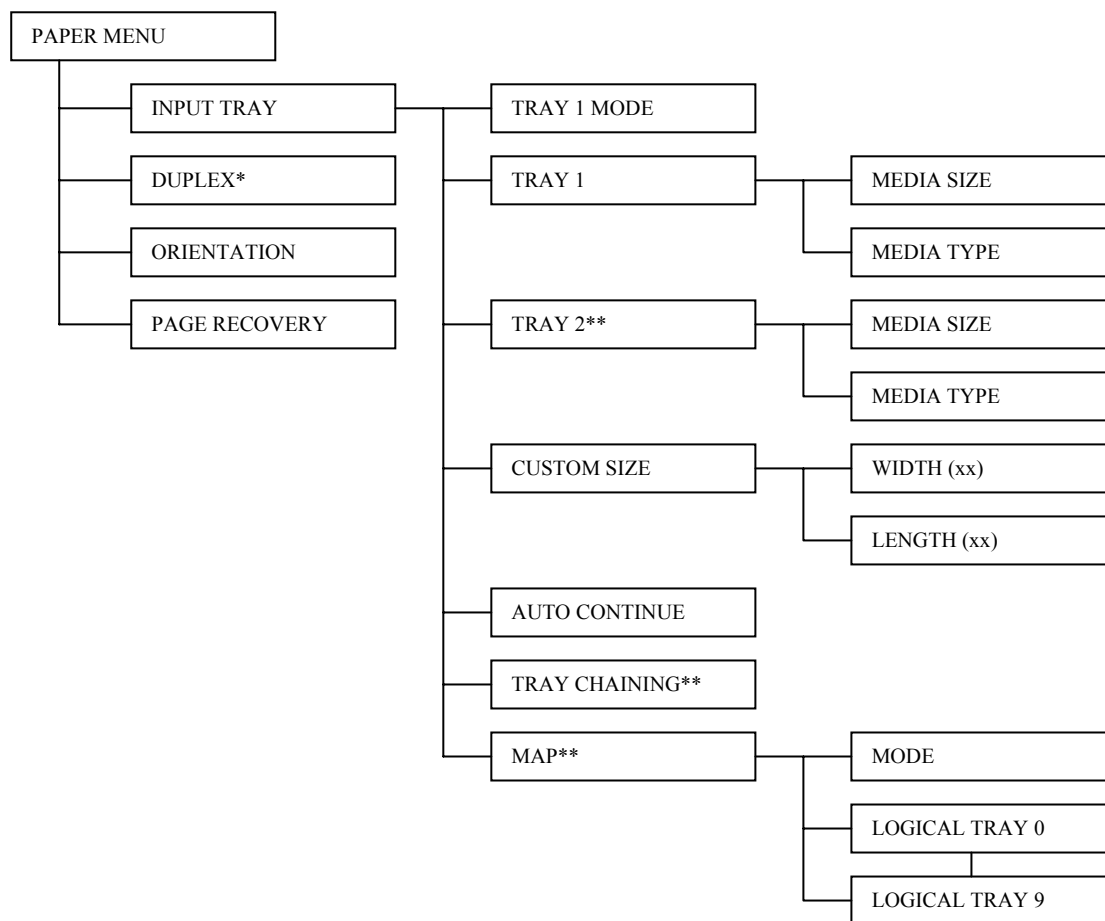 PAPER MENU
INPUT TRAY
TRAY 1 MODE
DUPLEX*
TRAY 1
MEDIA SIZE
ORIENTATION
MEDIA TYPE
PAGE RECOVERY
TRAY 2**
MEDIA SIZE
MEDIA TYPE
CUSTOM SIZE
WIDTH (xx)
LENGTH (xx)
AUTO CONTINUE
TRAY CHAINING**
MAP**
MODE
LOGICAL TRAY 0
LOGICAL TRAY 9